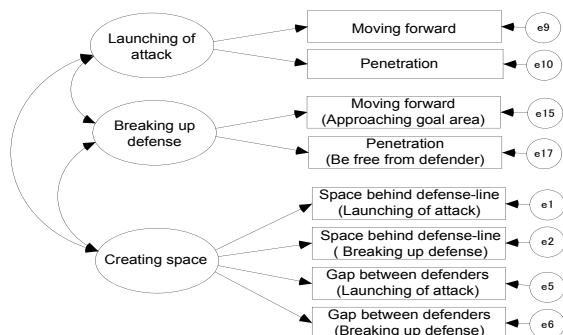 Launching of
attack
Moving forward
e9
Penetration
e10
Breaking up
defense
Moving forward
(Approaching goal area)
e15
Penetration
(Be free from defender)
e17
Creating space
Space behind defense-line
(Launching of attack)
e1
Space behind defense-line
( Breaking up defense)
e2
Gap between defenders
(Launching of attack)
e5
Gap between defenders
(Breaking up defense)
e6